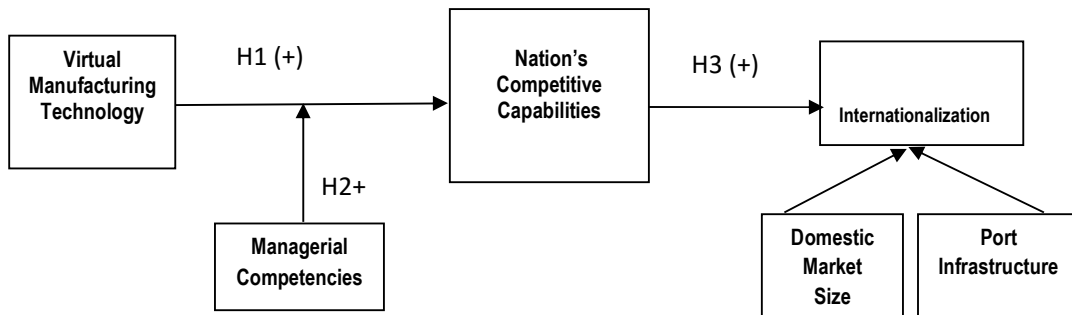 Virtual
Manufacturing
Technology
H1 (+)
Nation’s
Competitive
Capabilities
H3 (+)
Internationalization
H2+
Managerial
Competencies
Domestic
Market
Size
Port
Infrastructure